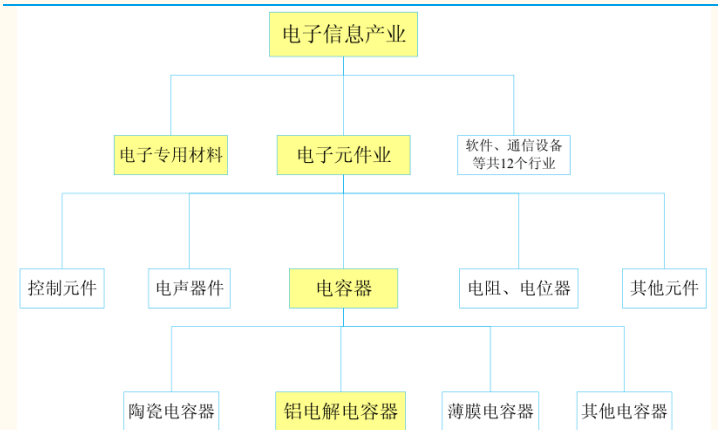 电子信息产业
电子专用材料
电子元件业
软件、通信设备
等共12个行业
控制元件
电声器件
电容器
电阻、电位器
其他元件
陶瓷电容器
铝电解电容器
薄膜电容器
其他电容器